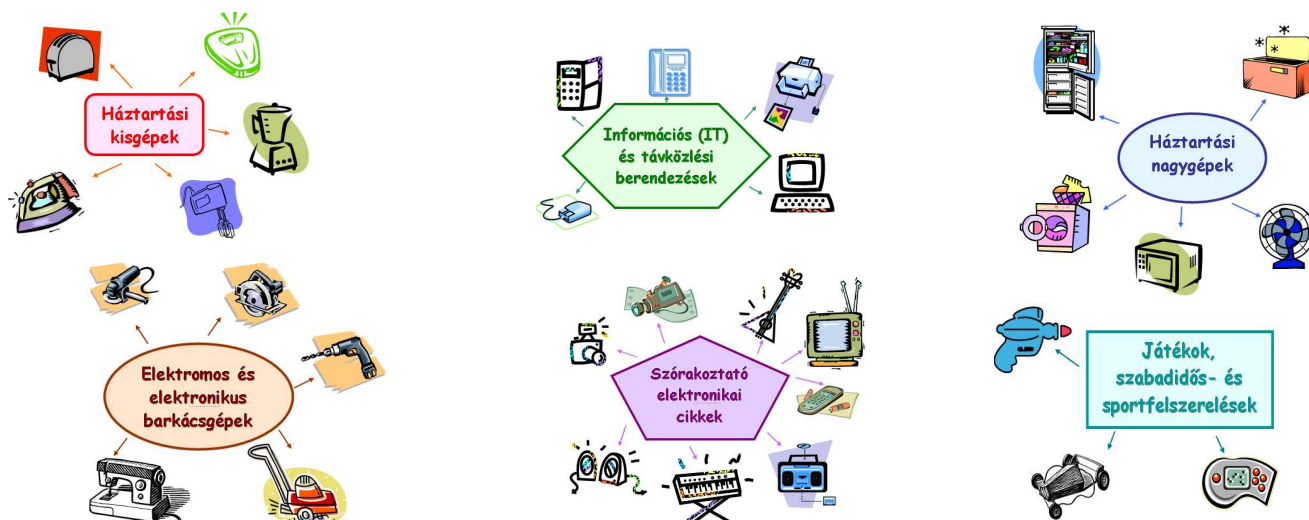 Háztartási
kisgépek
Információs (IT)
és távközlési
berendezések
Háztartási
nagygépek
Elektromos és
elektronikus
barkácsgépek
Szórakoztató
elektronikai
cikkek
Játékok,
szabadidős- és
sportfelszerelések